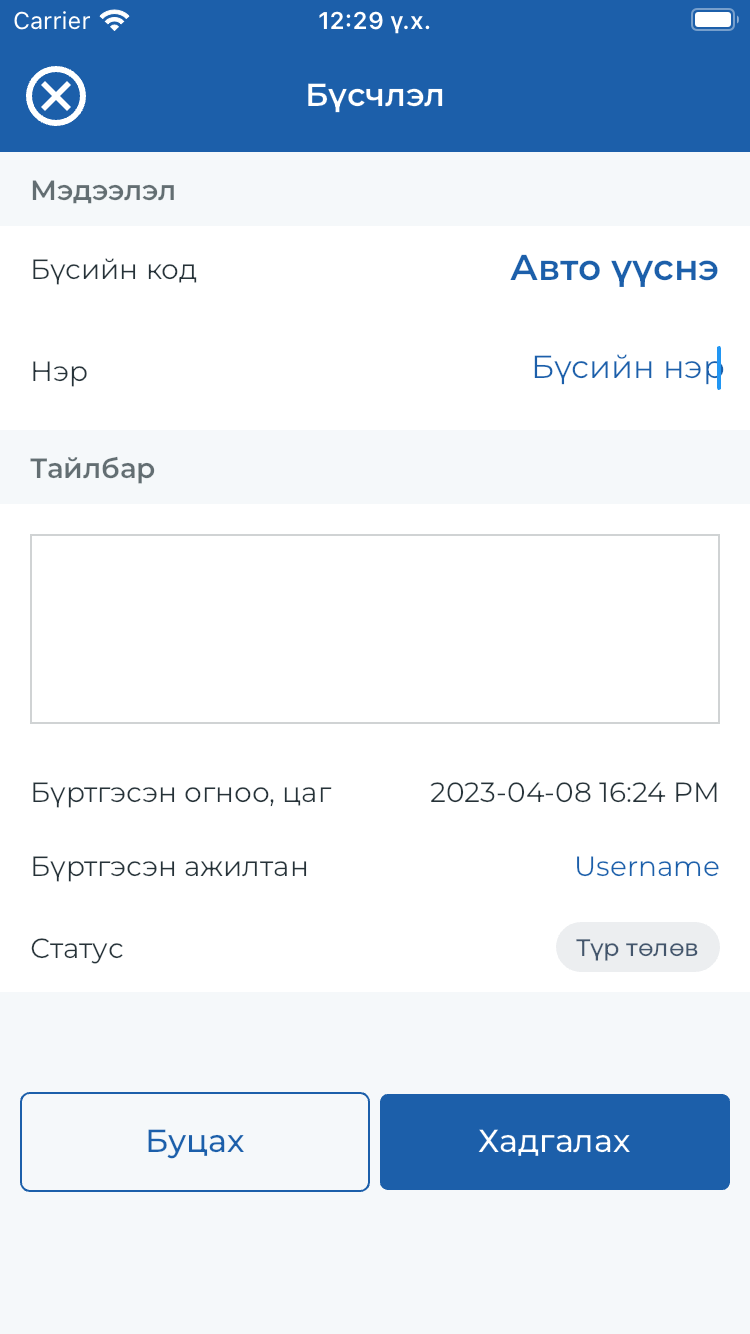 Carrier 12:29 ү.х.
Бүсчлэл
Мэдээлэл
Бүсийн код Авто үүснэ
Нэр Бүсийн нэр
Тайлбар
Бүртгэсэн огноо, цаг 2023-04-08 16:24 PM
Бүртгэсэн ажилтан Username
Статус Түр төлөв
Буцах Хадгалах